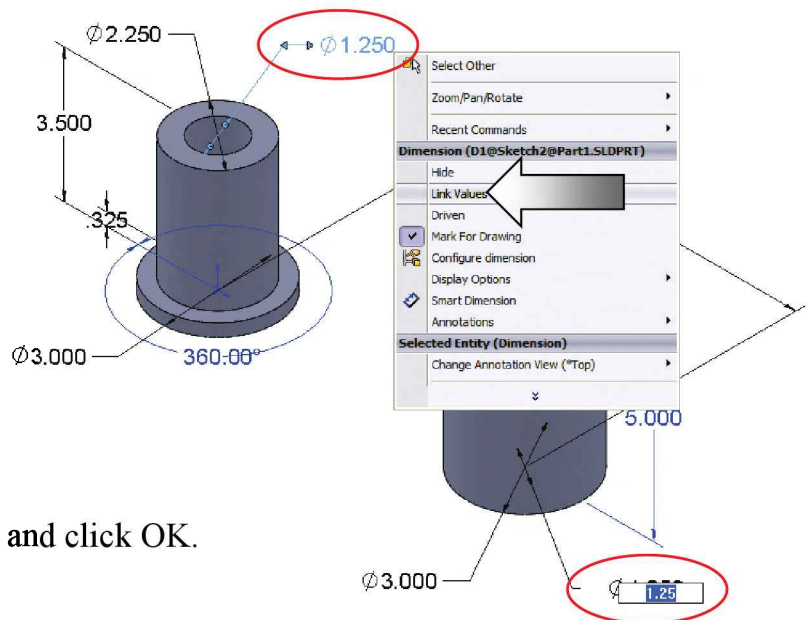 Ø2.250
Ø1.250
3.500
.325
Ø3.000
360.00°
Select Other
Zoom/Pan/Rotate
Recent Commands
Dimension (D1@Sketch2@Part1.SLDPRT)
Hide
Link Values
Driven
Mark For Drawing
Configure dimension
Display Options
Smart Dimension
Annotations
Selected Entity (Dimension)
Change Annotation View (*Top)
5.000
and click OK.
Ø3.000
Ø
1.25